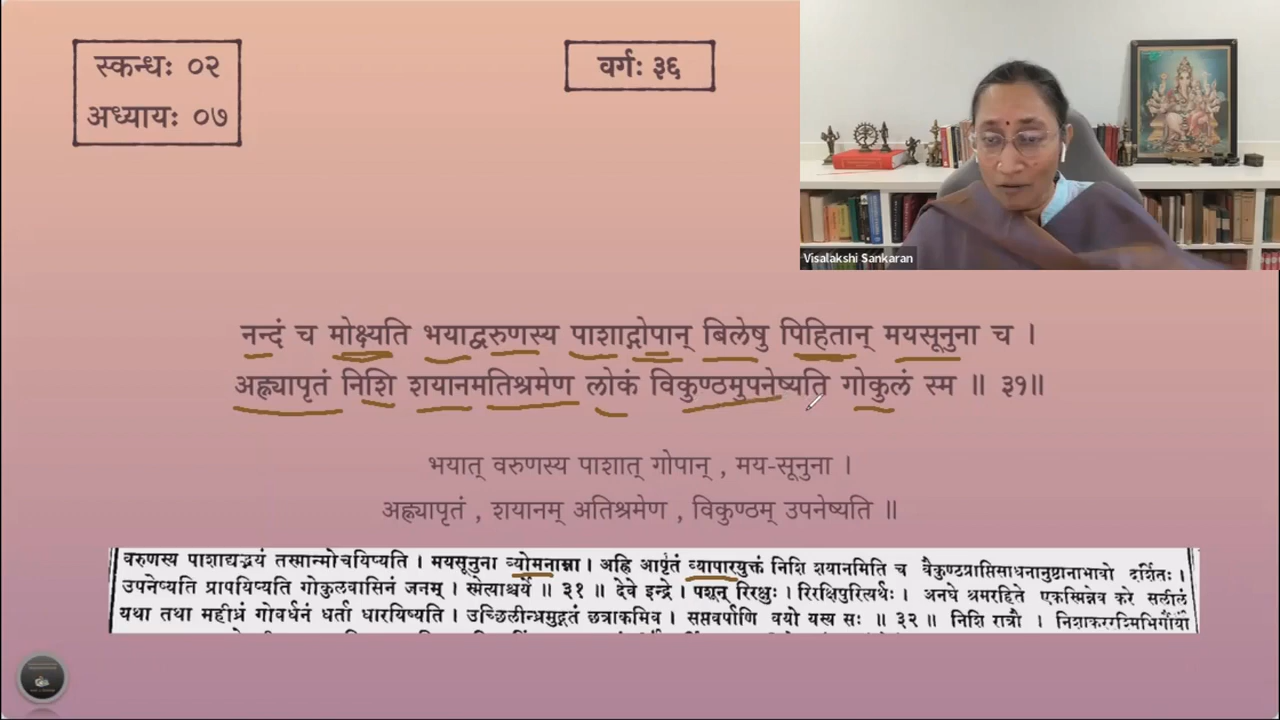 स्कन्धः ०२
अध्यायः ०७
वर्गः ३६
Visalakshi Sankaran
नन्दं च मोक्ष्यति भयाद्वरुणस्य पाशाद्गोपान् बिलेषु पिहितान् मयसूनुना च ।
अह्न्यापृतं निशि शयानमतिश्रमेण लोकं विकुण्ठमुपनेष्यति गोकुलं स्म ॥ ३१॥
भयात् वरुणस्य पाशात् गोपान् , मय-सूनुना ।
अह्न्यापृतं , शयानम् अतिश्रमेण , विकुण्ठम् उपनेष्यति ॥
वरुणस्य पाशाद्यद्भयं तस्मान्मोचयिष्यति । मयसूनुना व्योमनाम्ना । अह्नि आपृतं व्यापारयुक्तं निशि शयानमिति च वैकुण्ठप्राप्तिसाधनानुष्ठानाभावो दर्शितः ।
उपनेष्यति प्रापयिष्यति गोकुलवासिनं जनम् । स्मेत्याश्चर्ये ॥ ३१ ॥ देवे इन्द्रे । पशून् रिरक्षुः । रिरक्षिषुरित्यर्थः । अनघे श्रमरहिते एकस्मिन्नेव करे सलीलं
यथा तथा महीध्रं गोवर्धनं धर्ता धारयिष्यति । उच्छिलीन्ध्रमुद्गतं छत्राकमिव । सप्तवर्षाणि वयो यस्य सः ॥ ३२ ॥ निशि रात्रौ ।